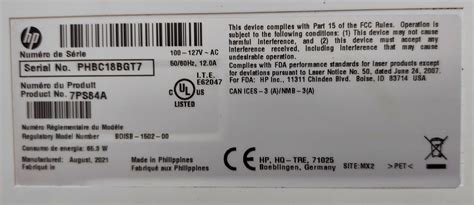 hp
Numéro de Série
Serial No. PHBC18BGT7
Numéro du Produit
Product No. 7PS84A
Numéro Réglementaire du Modèle
Regulatory Model Number BOISB-1502-00
Consumo de energía: 65.3 W
Manufactured August, 2021
Fabriqué in
100-127V~ AC
50/60Hz, 12.0A
I.T.E.
E62047
C UL US
LISTED
Made in Philippines
Fabriqué aux Philippines
This device complies with Part 15 of the FCC Rules. Operation is
subject to the following conditions: (1) This device may not cause
harmful interference, and (2) this device must accept any
interference received, including interference that may cause
undesired operation.
Complies with FDA performance standards for laser products except
for deviations pursuant to Laser Notice No. 50, dated June 24, 2007.
For FDA: HP Inc., 11311 Chinden Blvd. Boise, ID 83714 USA
CAN ICES-3 (A)/NMB-3(A)
CE
HP, HQ-TRE, 71025
Boeblingen, Germany
SITE:MX2 >PET<